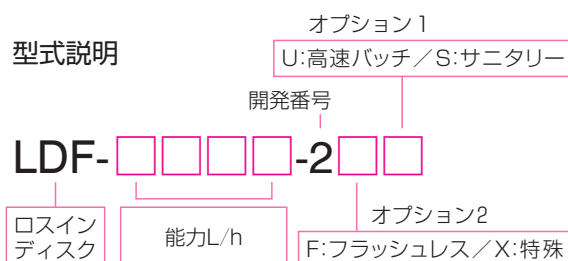 オプション1
型式説明
U:高速バッチ／S:サニタリー
開発番号
LDF-□□□□-2□□
ロスイン
ディスク
能力L/h
オプション2
F:フラッシュレス／X:特殊